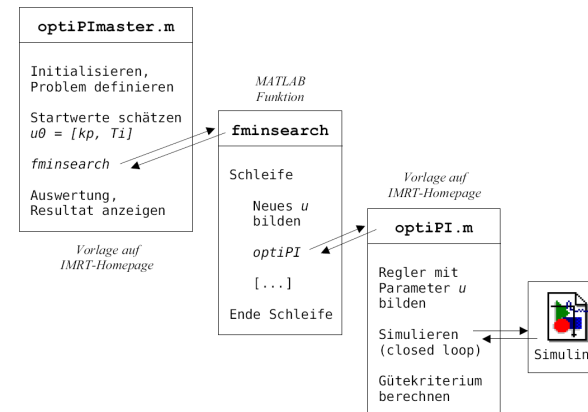 optiPImaster.m
Initialisieren,
Problem definieren
Startwerte schätzen
u0 = [kp, Ti]
fminsearch
Auswertung,
Resultat anzeigen
Vorlage auf
IMRT-Homepage
MATLAB
Funktion
fminsearch
Schleife
Neues u
bilden
optiPI
[...]
Ende Schleife
Vorlage auf
IMRT-Homepage
optiPI.m
Regler mit
Parameter u
bilden
Simulieren
(closed loop)
Gütekriterium
berechnen
Simulin